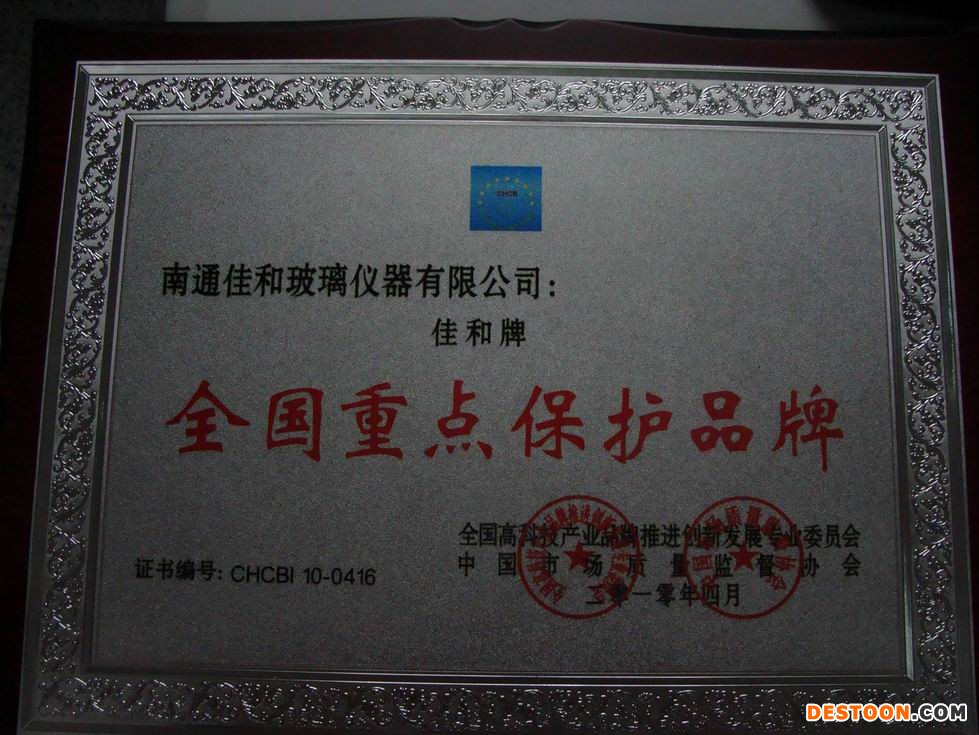 CHCB
南通佳和玻璃仪器有限公司：
佳和牌
全国重点保护品牌
全国高科技产业品牌推进创新发展专业委员会
中国市场质量监督协会
证书编号：CHCBI 10-0416
二零一零年四月
DESTOON.COM